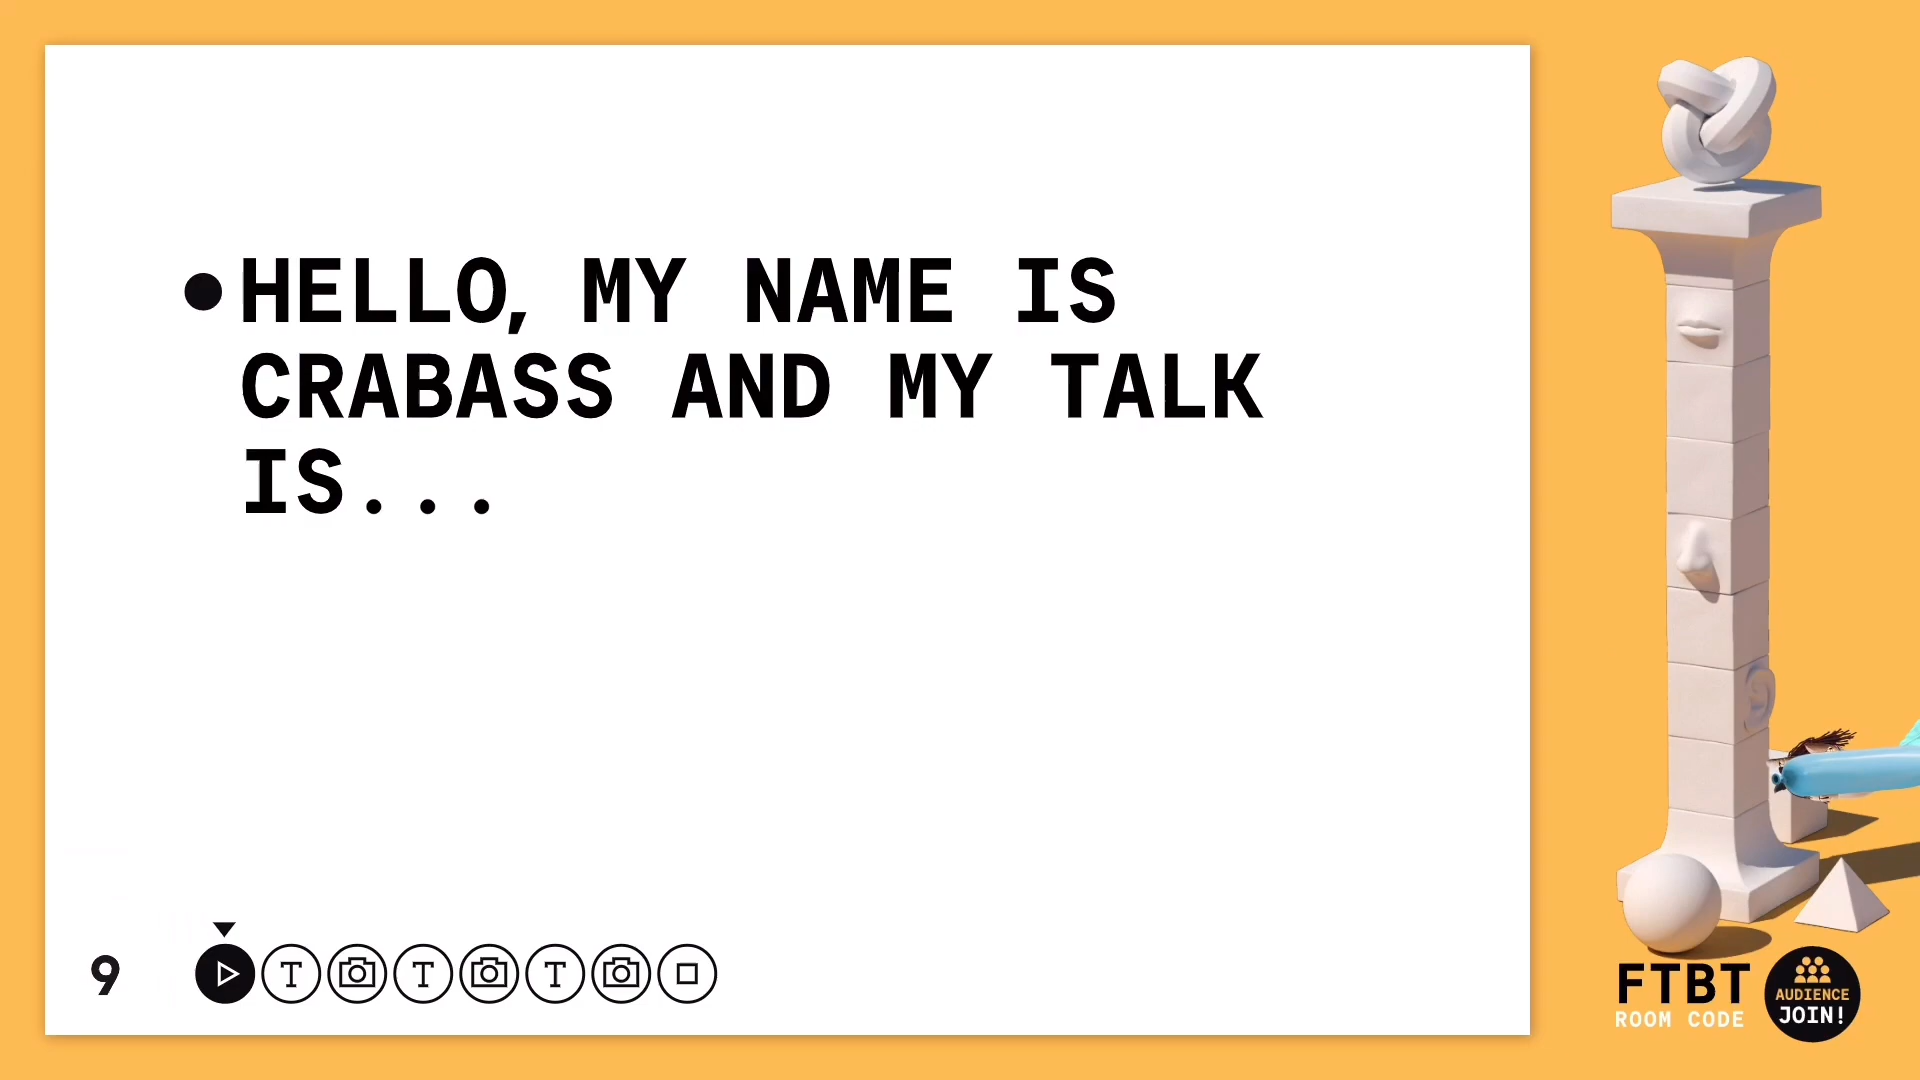 •HELLO, MY NAME IS
CRABASS AND MY TALK
IS...
9
T
T
T
FTBT
ROOM CODE
AUDIENCE
JOIN!